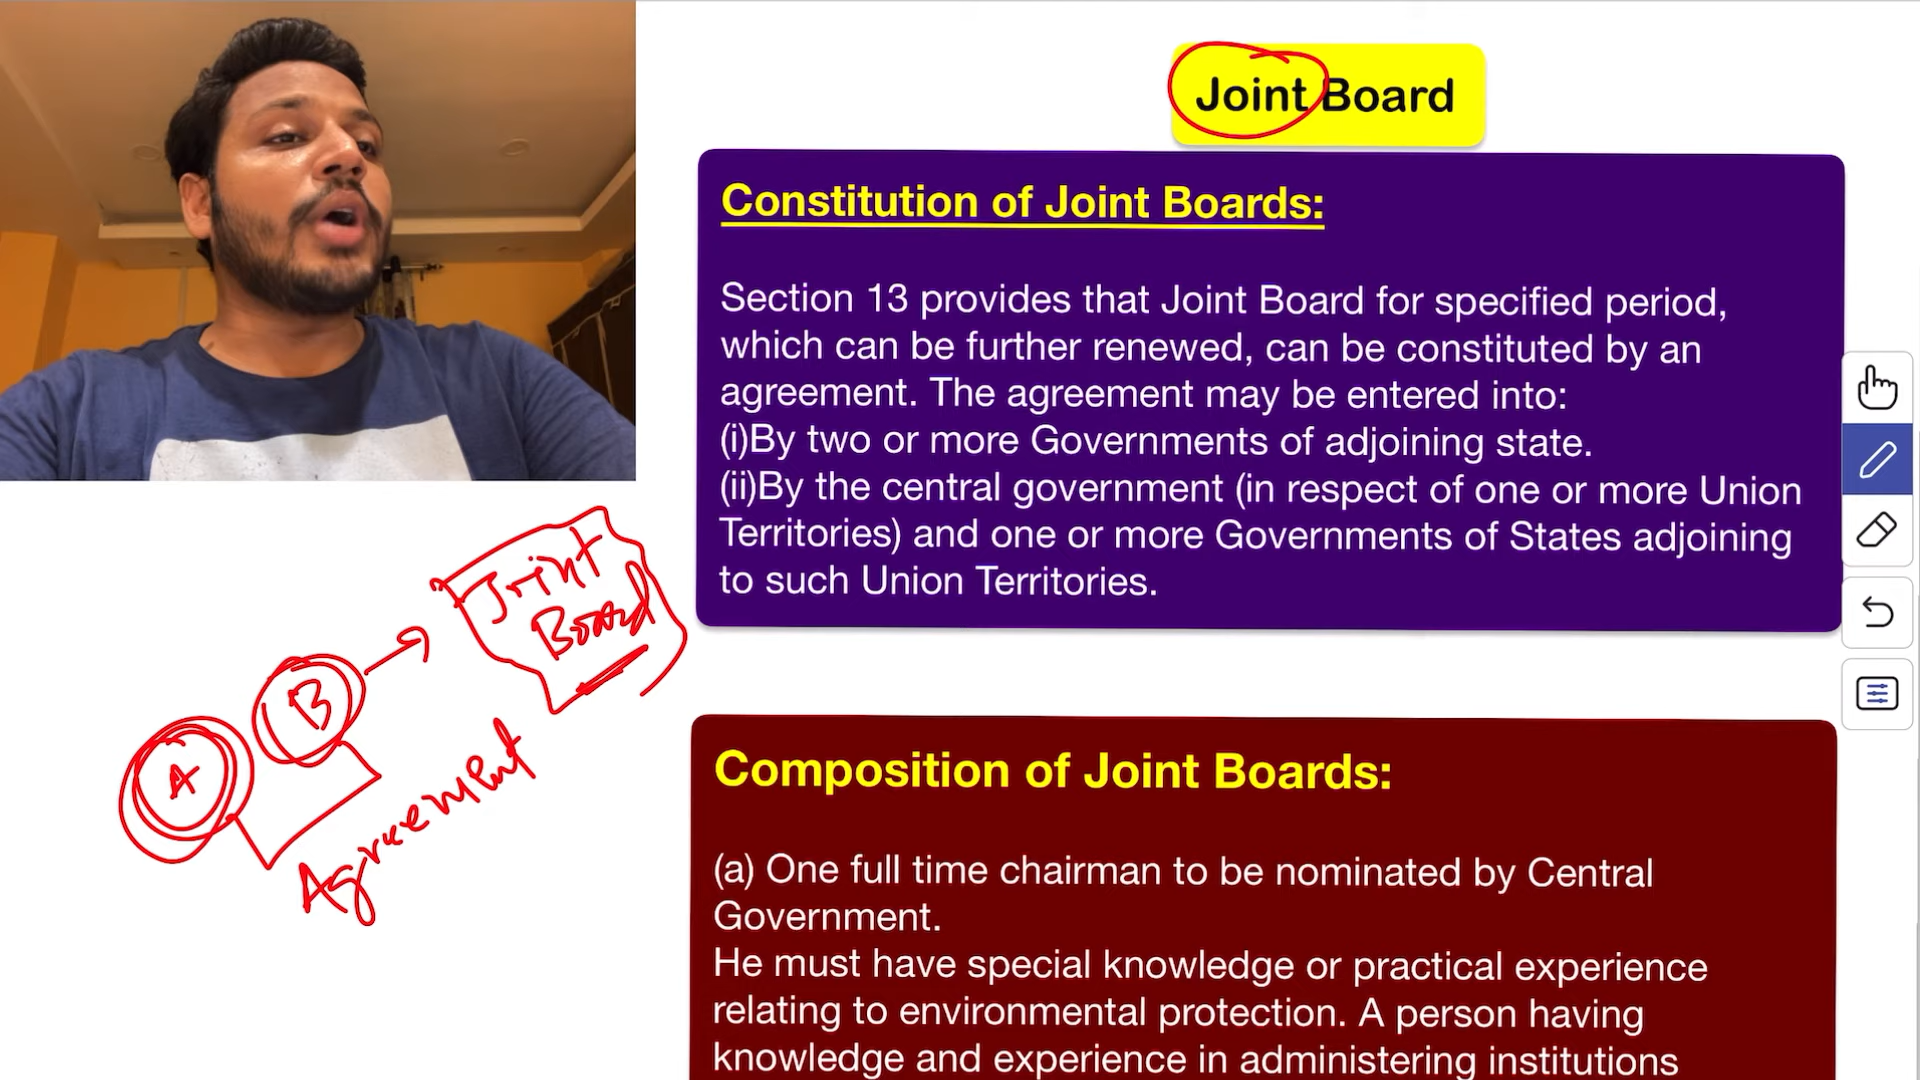 Joint Board
Constitution of Joint Boards:
Section 13 provides that Joint Board for specified period,
which can be further renewed, can be constituted by an
agreement. The agreement may be entered into:
(i)By two or more Governments of adjoining state.
(ii)By the central government (in respect of one or more Union
Territories) and one or more Governments of States adjoining
to such Union Territories.
Joint
Board
B
A
Agreement
Composition of Joint Boards:
(a) One full time chairman to be nominated by Central
Government.
He must have special knowledge or practical experience
relating to environmental protection. A person having
knowledge and experience in administering institutions